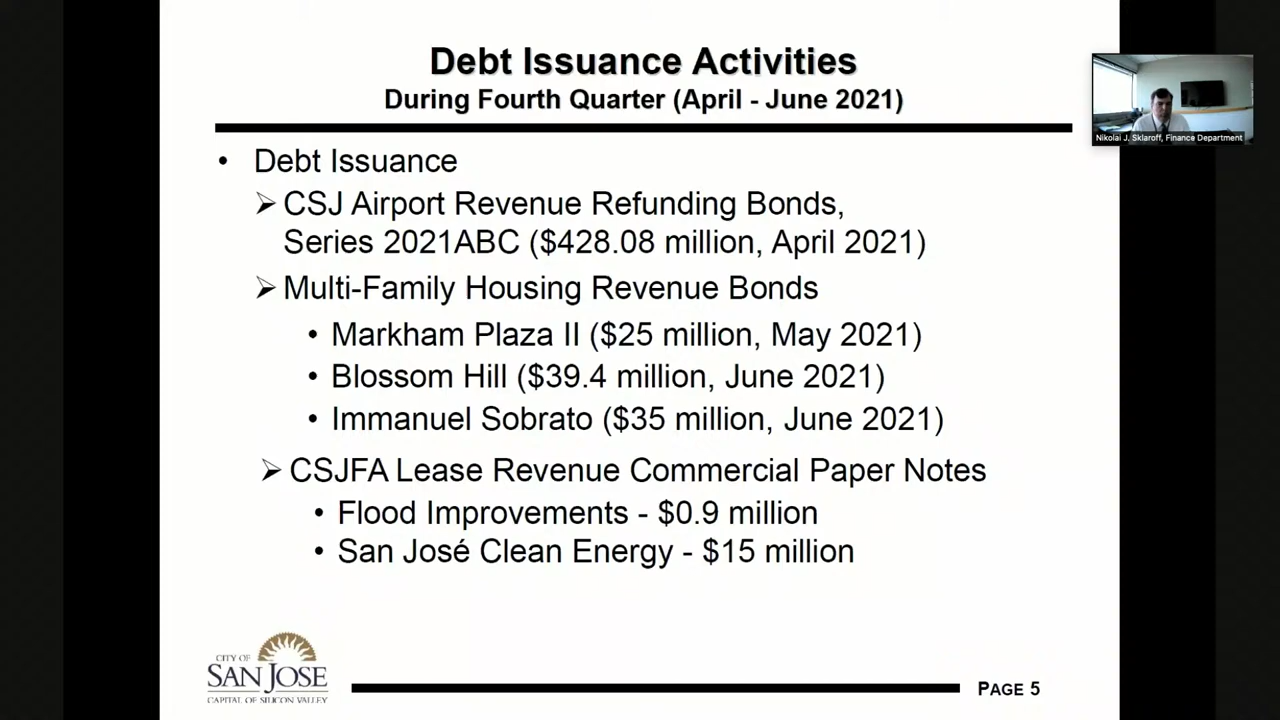 Debt Issuance Activities
During Fourth Quarter (April - June 2021)
Nikolai J. Sklaroff, Finance Department
• Debt Issuance
➢ CSJ Airport Revenue Refunding Bonds,
Series 2021ABC ($428.08 million, April 2021)
➢ Multi-Family Housing Revenue Bonds
• Markham Plaza II ($25 million, May 2021)
• Blossom Hill ($39.4 million, June 2021)
• Immanuel Sobrato ($35 million, June 2021)
➢ CSJFA Lease Revenue Commercial Paper Notes
• Flood Improvements - $0.9 million
• San José Clean Energy - $15 million
CITY OF
SAN JOSE
CAPITAL OF SILICON VALLEY
PAGE 5